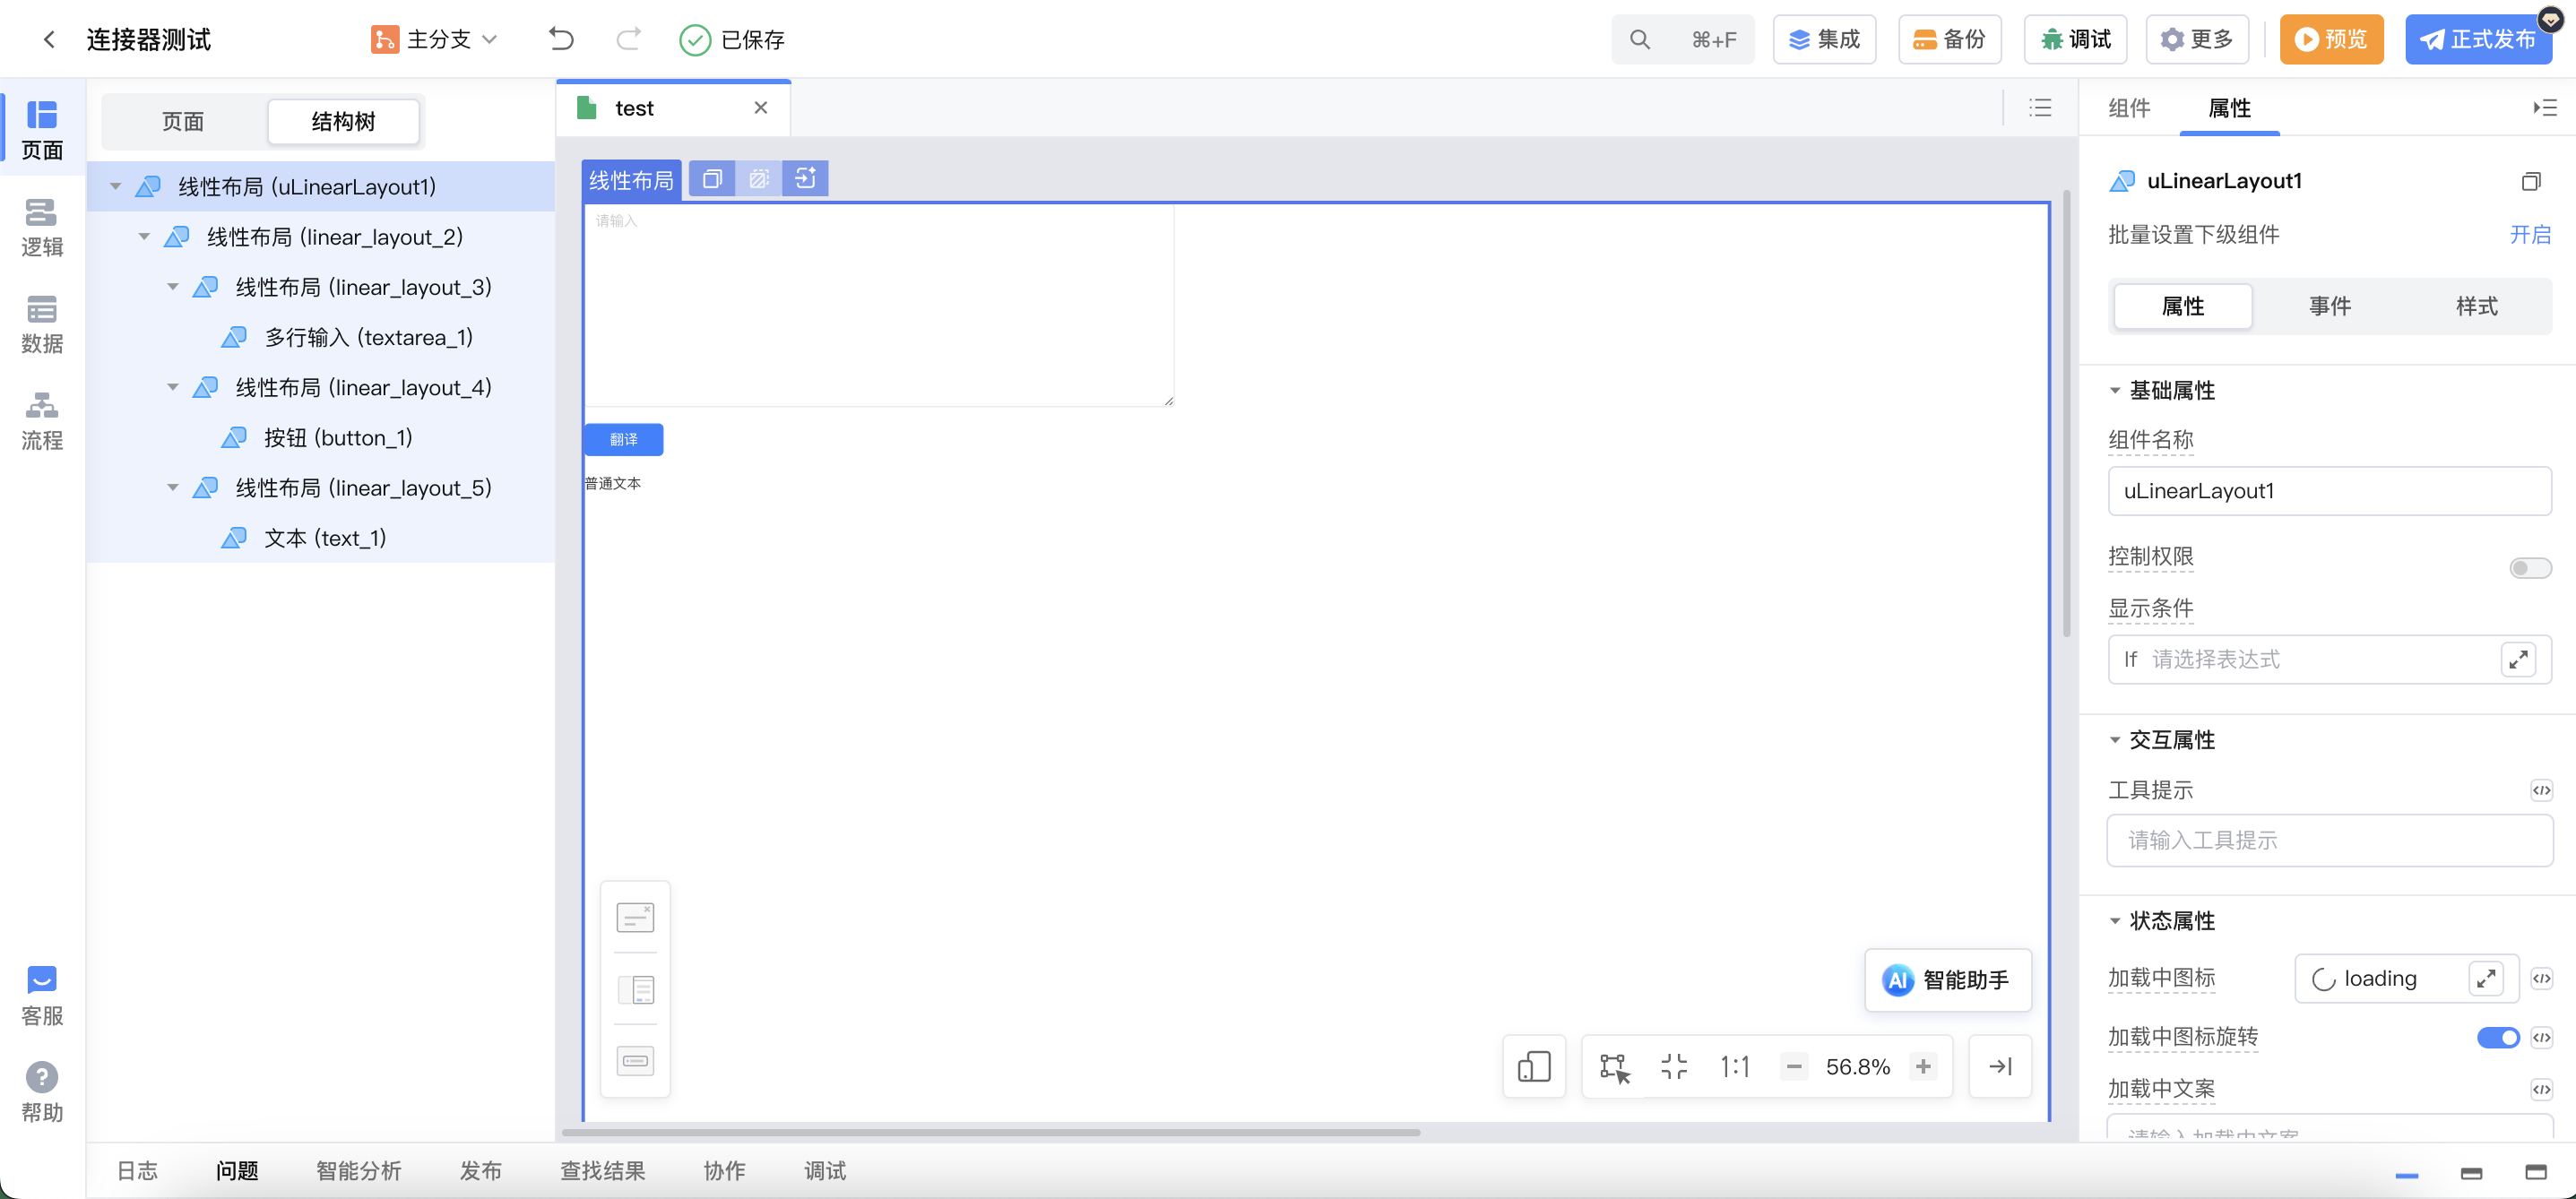 连接器测试
主分支
已保存
⌘+F
集成
备份
调试
更多
预览
正式发布
页面
逻辑
数据
流程
客服
帮助
页面
结构树
线性布局 (uLinearLayout1)
线性布局 (linear_layout_2)
线性布局 (linear_layout_3)
多行输入 (textarea_1)
线性布局 (linear_layout_4)
按钮 (button_1)
线性布局 (linear_layout_5)
文本 (text_1)
test
线性布局
请输入
翻译
普通文本
AI 智能助手
1:1
56.8%
组件
属性
uLinearLayout1
批量设置下级组件
开启
属性
事件
样式
基础属性
组件名称
uLinearLayout1
控制权限
显示条件
If 请选择表达式
交互属性
工具提示
请输入工具提示
状态属性
加载中图标
loading
加载中图标旋转
加载中文案
请输入加载中文案
日志
问题
智能分析
发布
查找结果
协作
调试